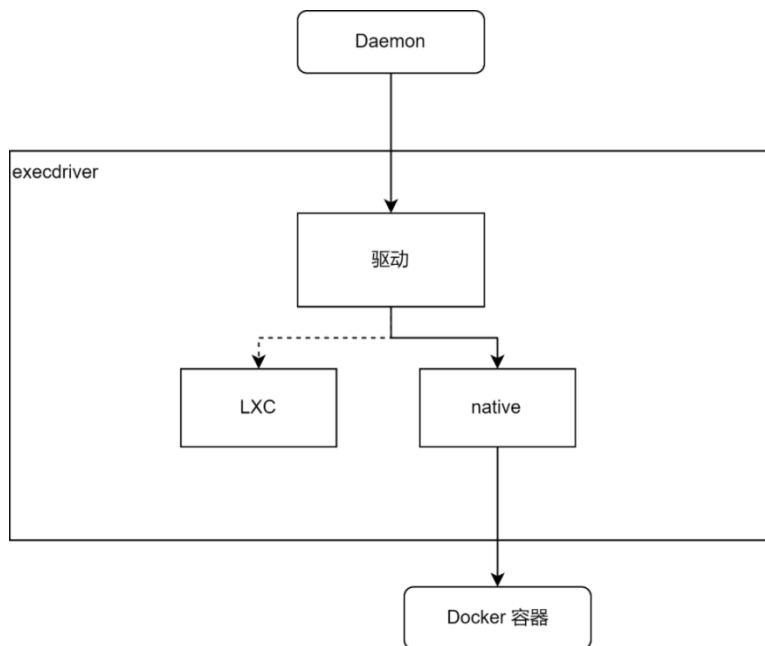 Daemon
execdriver
驱动
LXC
native
Docker 容器